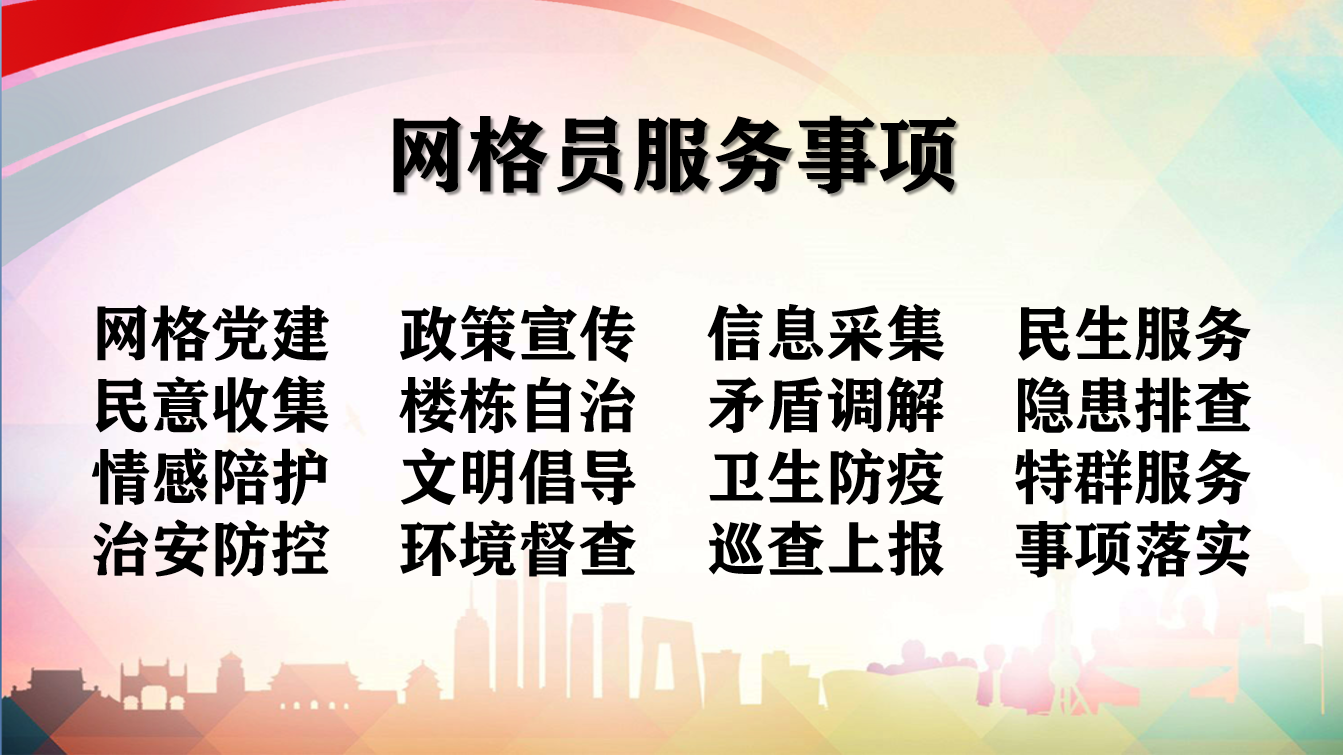 网格员服务事项
网格党建 政策宣传 信息采集 民生服务
民意收集 楼栋自治 矛盾调解 隐患排查
情感陪护 文明倡导 卫生防疫 特群服务
治安防控 环境督查 巡查上报 事项落实